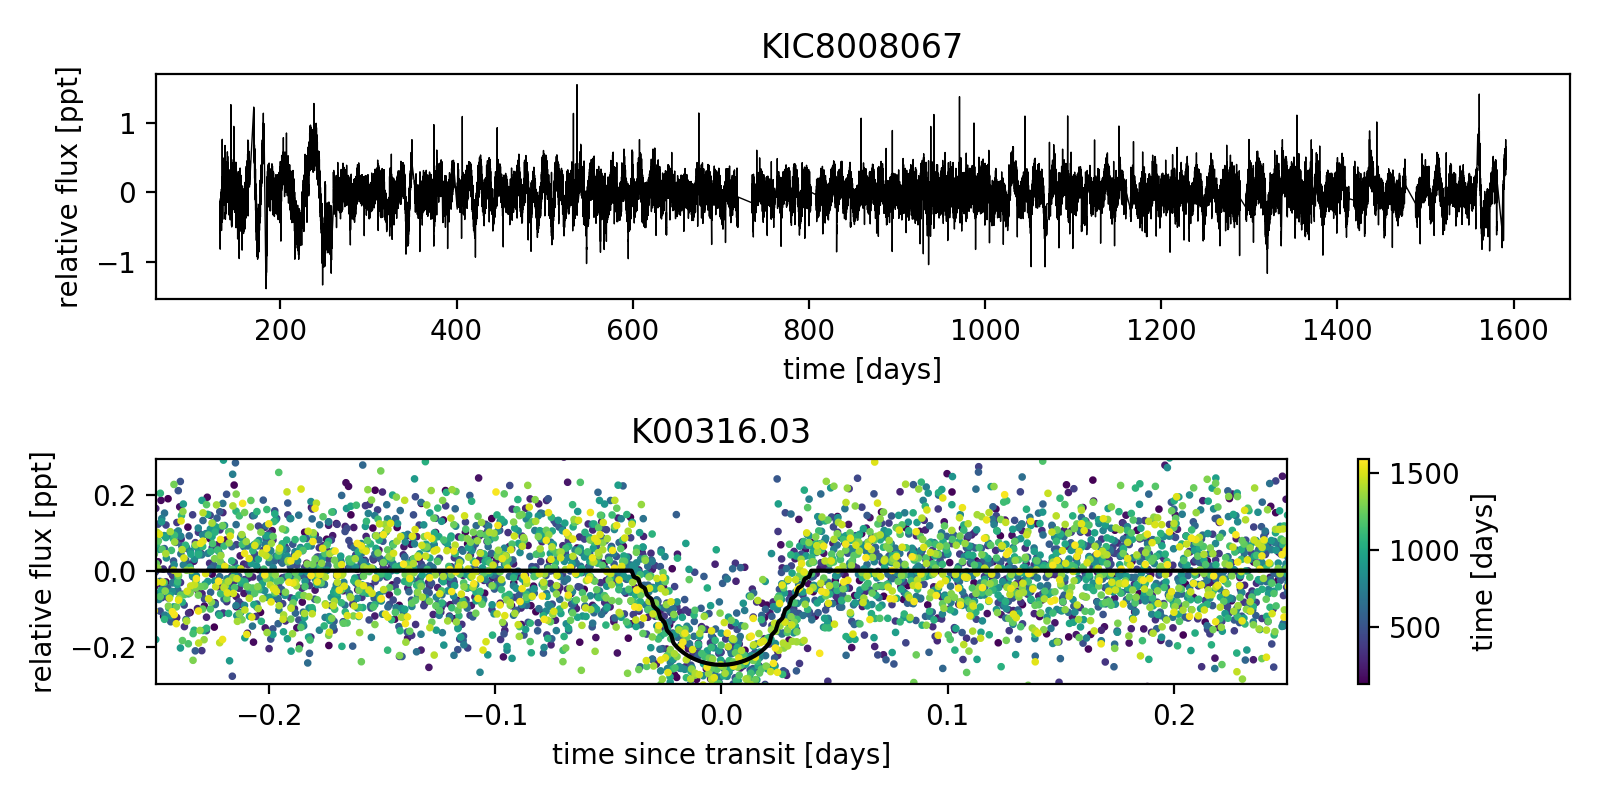 KIC8008067
relative flux [ppt]
1
0
−1
200 400 600 800 1000 1200 1400 1600
time [days]
K00316.03
relative flux [ppt]
0.2
0.0
−0.2
−0.2 −0.1 0.0 0.1 0.2
time since transit [days]
1500
1000
500
time [days]